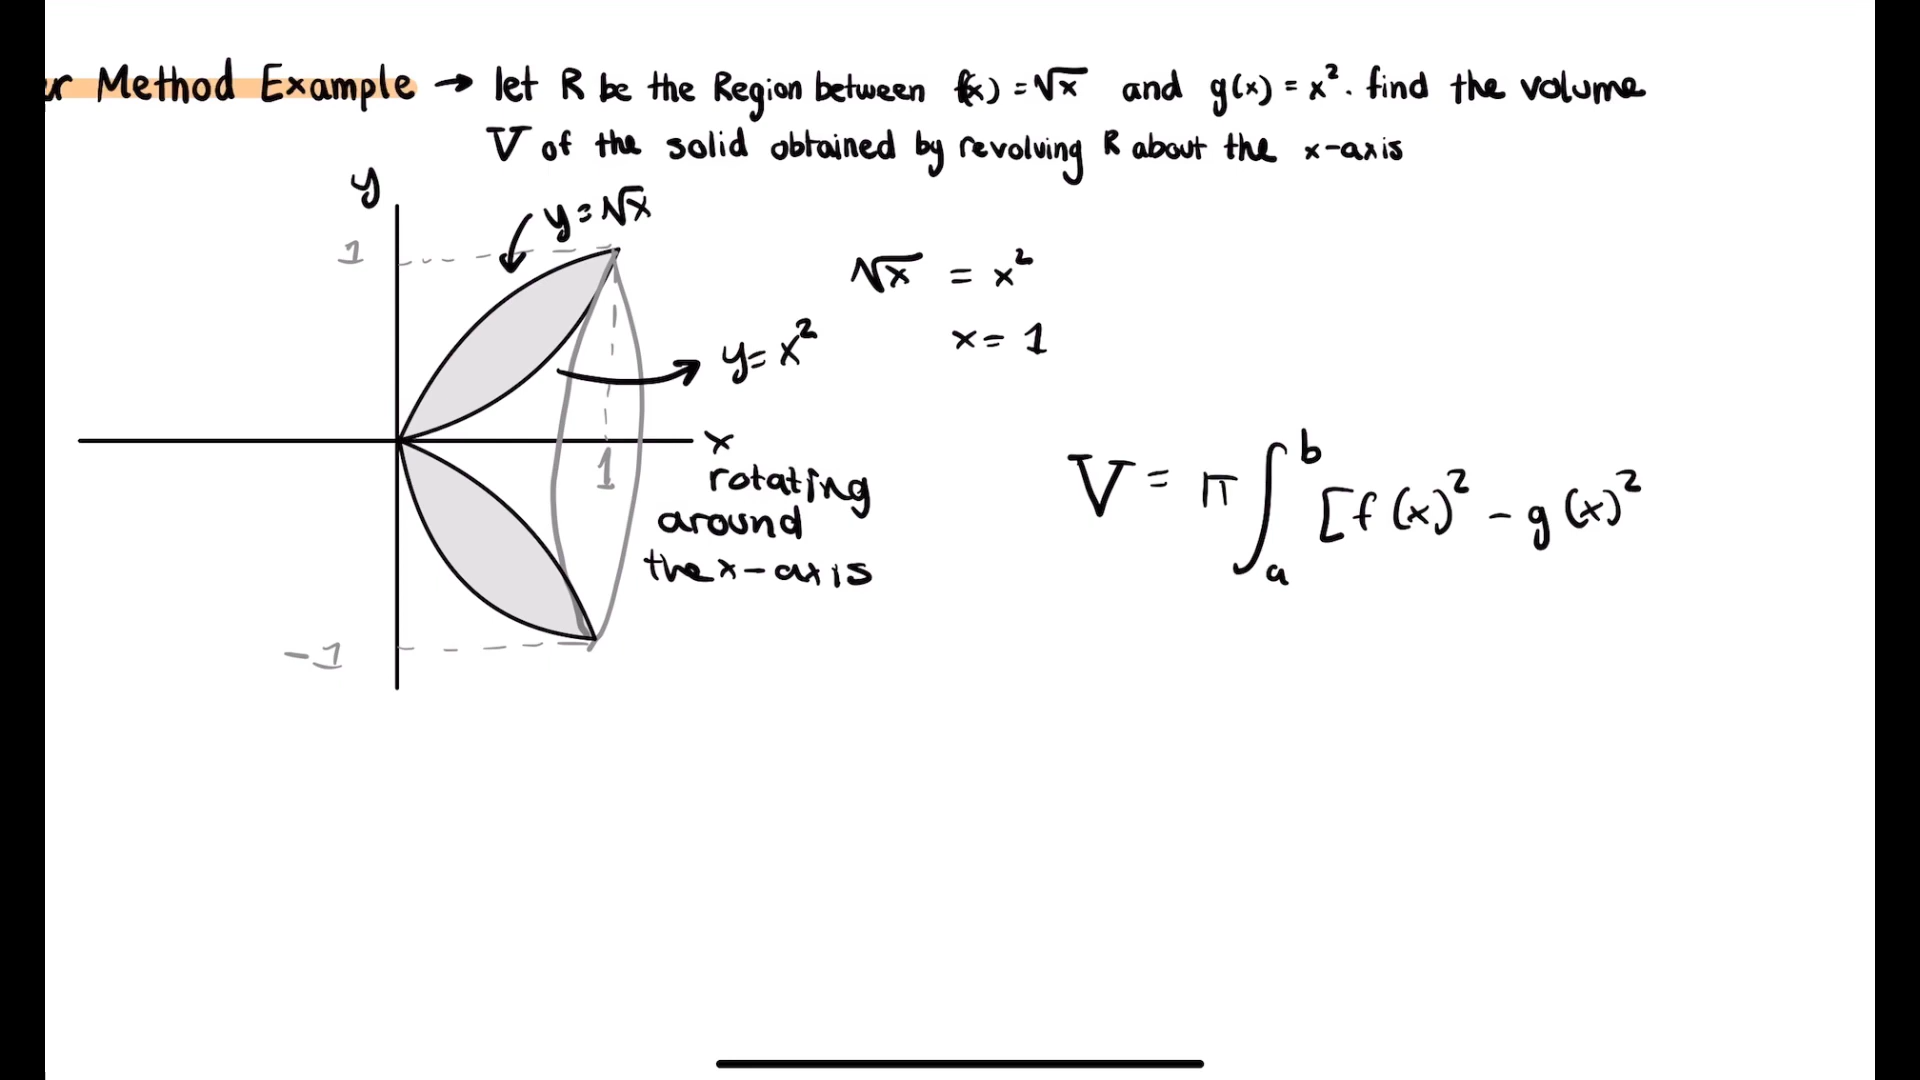 r Method Example → let R be the Region between f(x) = √x and g(x) = x². find the volume
V of the solid obtained by revolving R about the x-axis
y
y = √x
1
√x = x²
y = x²
x = 1
x
1
rotating
around
the x-axis
V = π ∫ₐᵇ [f(x)² - g(x)²
-1